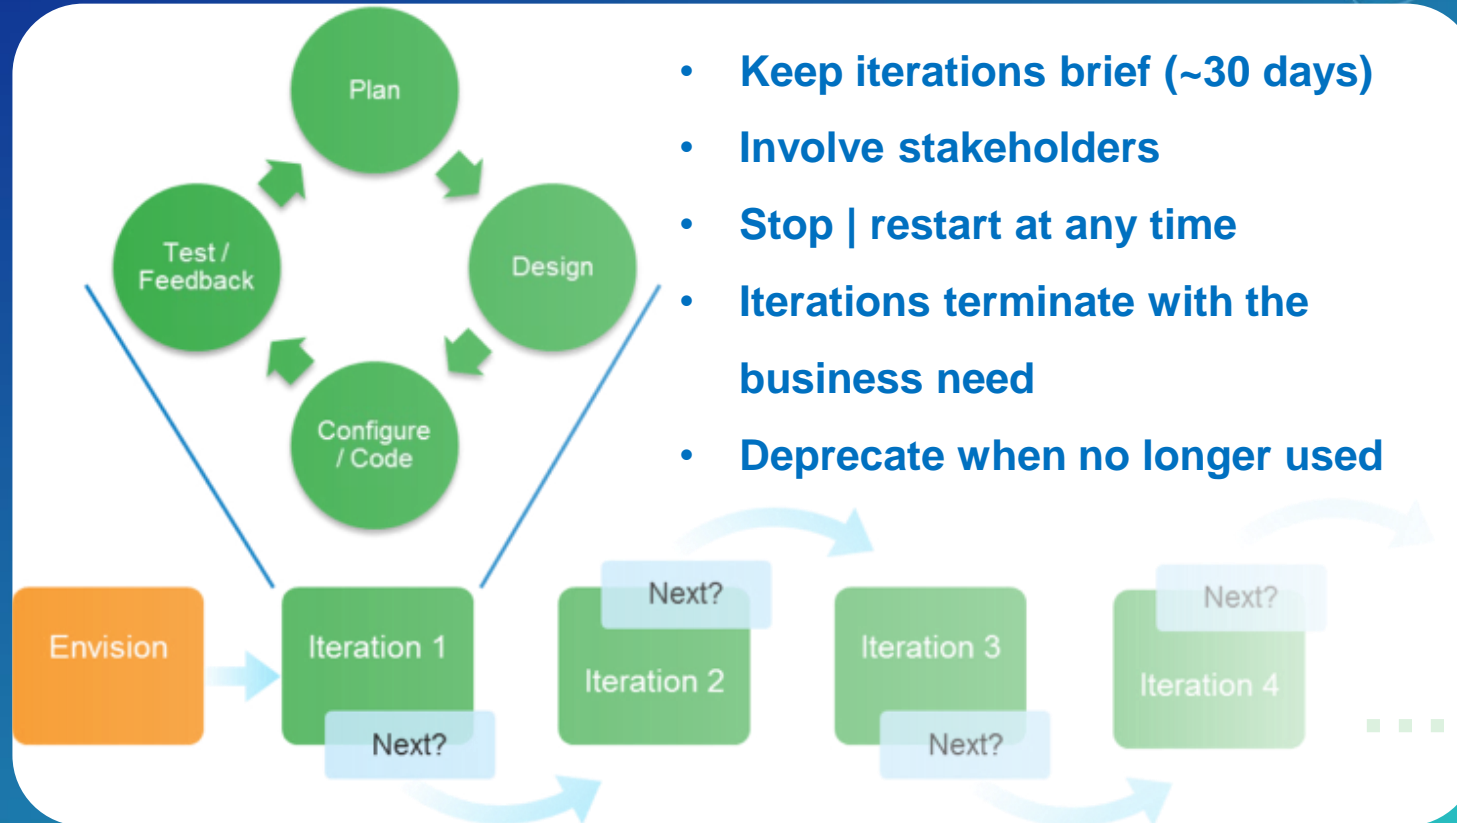 Plan
Test /
Feedback
Design
Configure
/ Code
• Keep iterations brief (~30 days)
• Involve stakeholders
• Stop | restart at any time
• Iterations terminate with the
business need
• Deprecate when no longer used
Envision
Iteration 1
Next?
Next?
Iteration 2
Iteration 3
Next?
Next?
Iteration 4
...